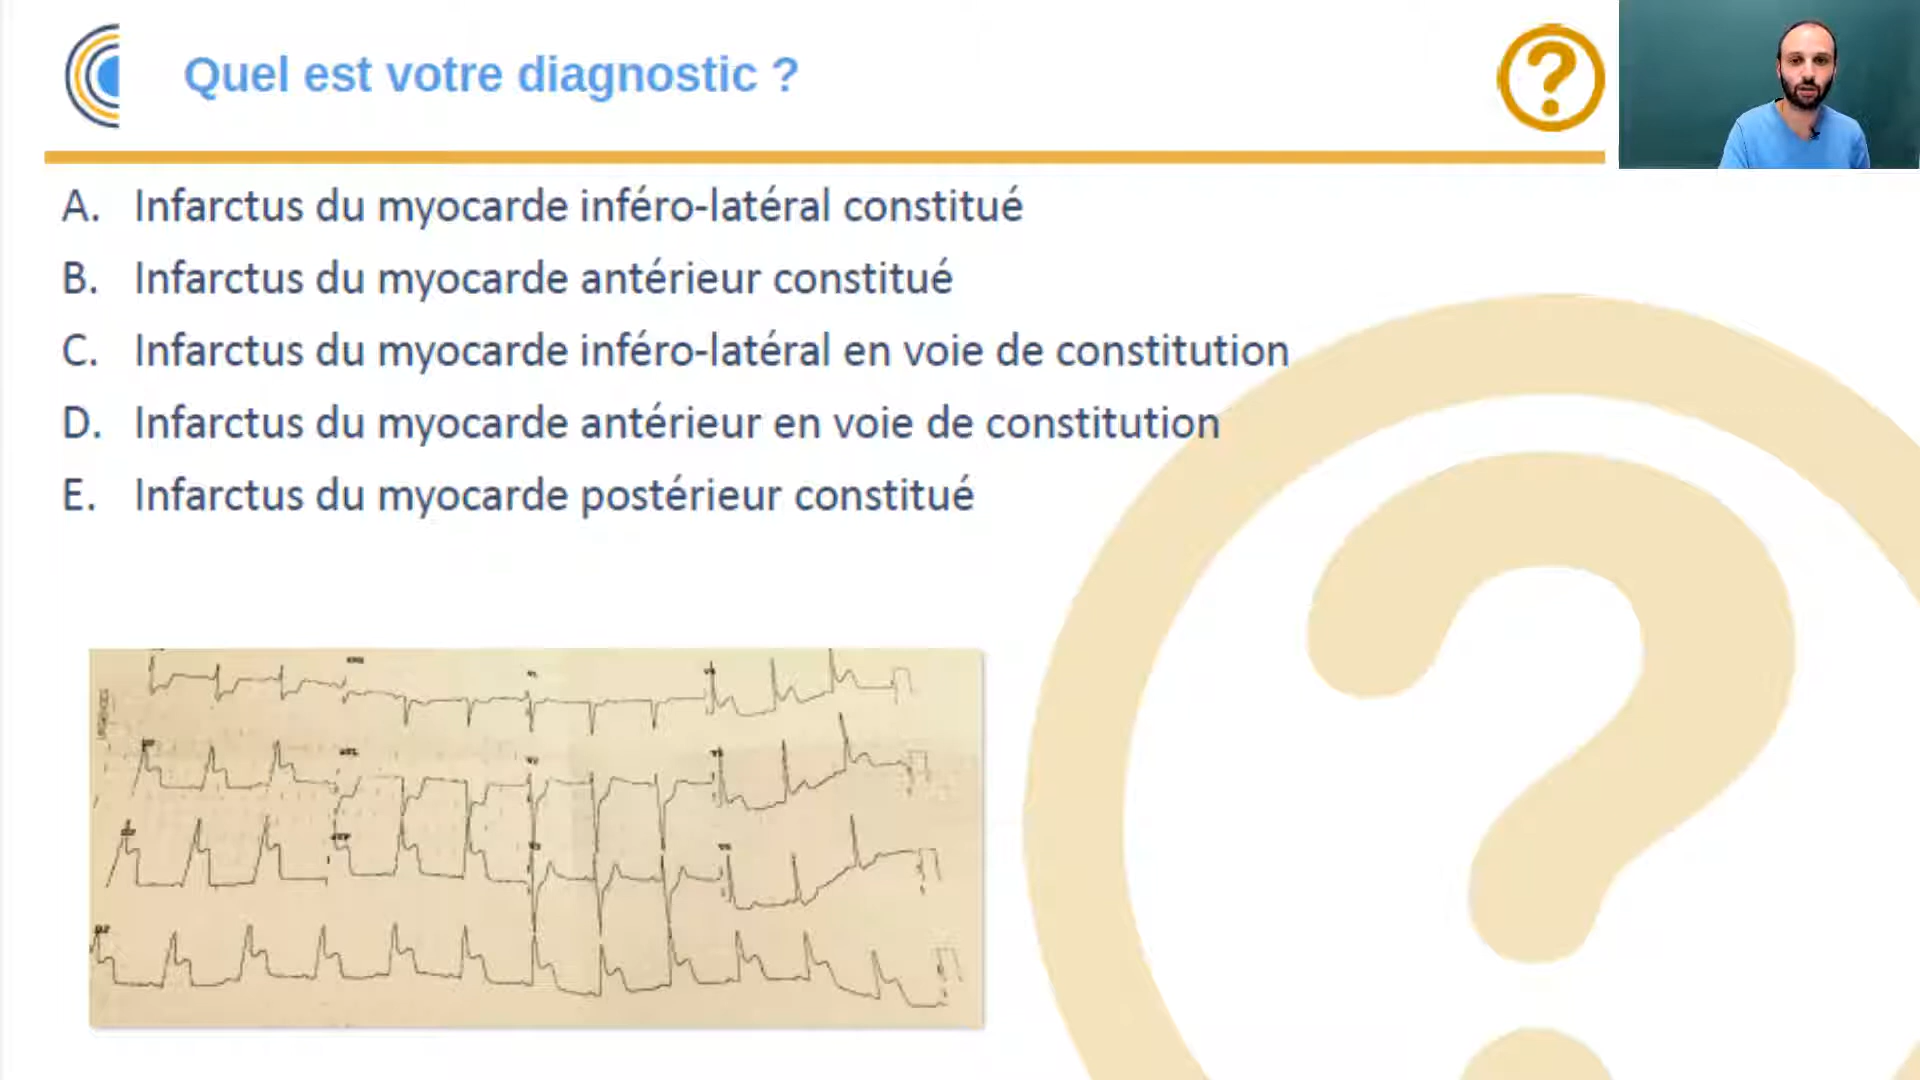 Quel est votre diagnostic ?
A. Infarctus du myocarde inféro-latéral constitué
B. Infarctus du myocarde antérieur constitué
C. Infarctus du myocarde inféro-latéral en voie de constitution
D. Infarctus du myocarde antérieur en voie de constitution
E. Infarctus du myocarde postérieur constitué